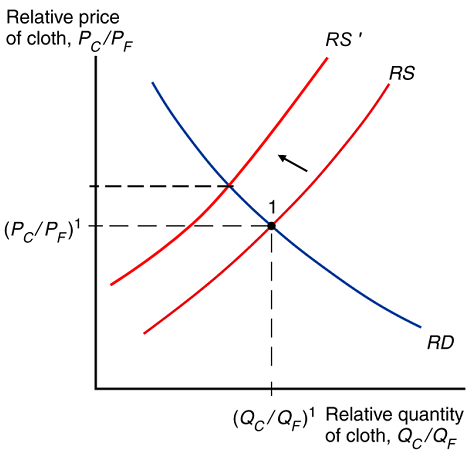 Relative price
of cloth, P_C/P_F
RS '
RS
1
(P_C/P_F)¹
RD
(Q_C/Q_F)¹
Relative quantity
of cloth, Q_C/Q_F